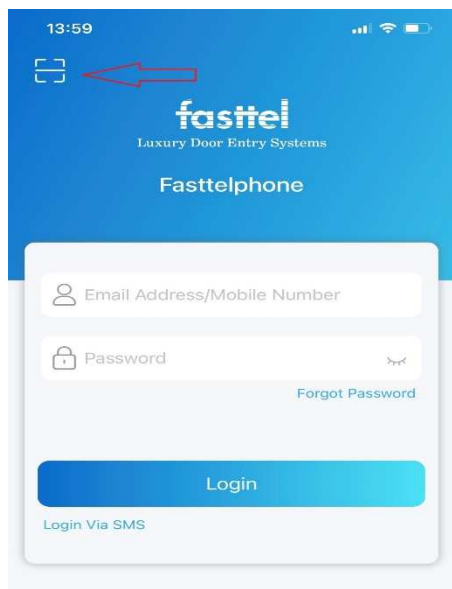 13:59
fasttel
Luxury Door Entry Systems
Fasttelphone
Email Address/Mobile Number
Password
Forgot Password
Login
Login Via SMS